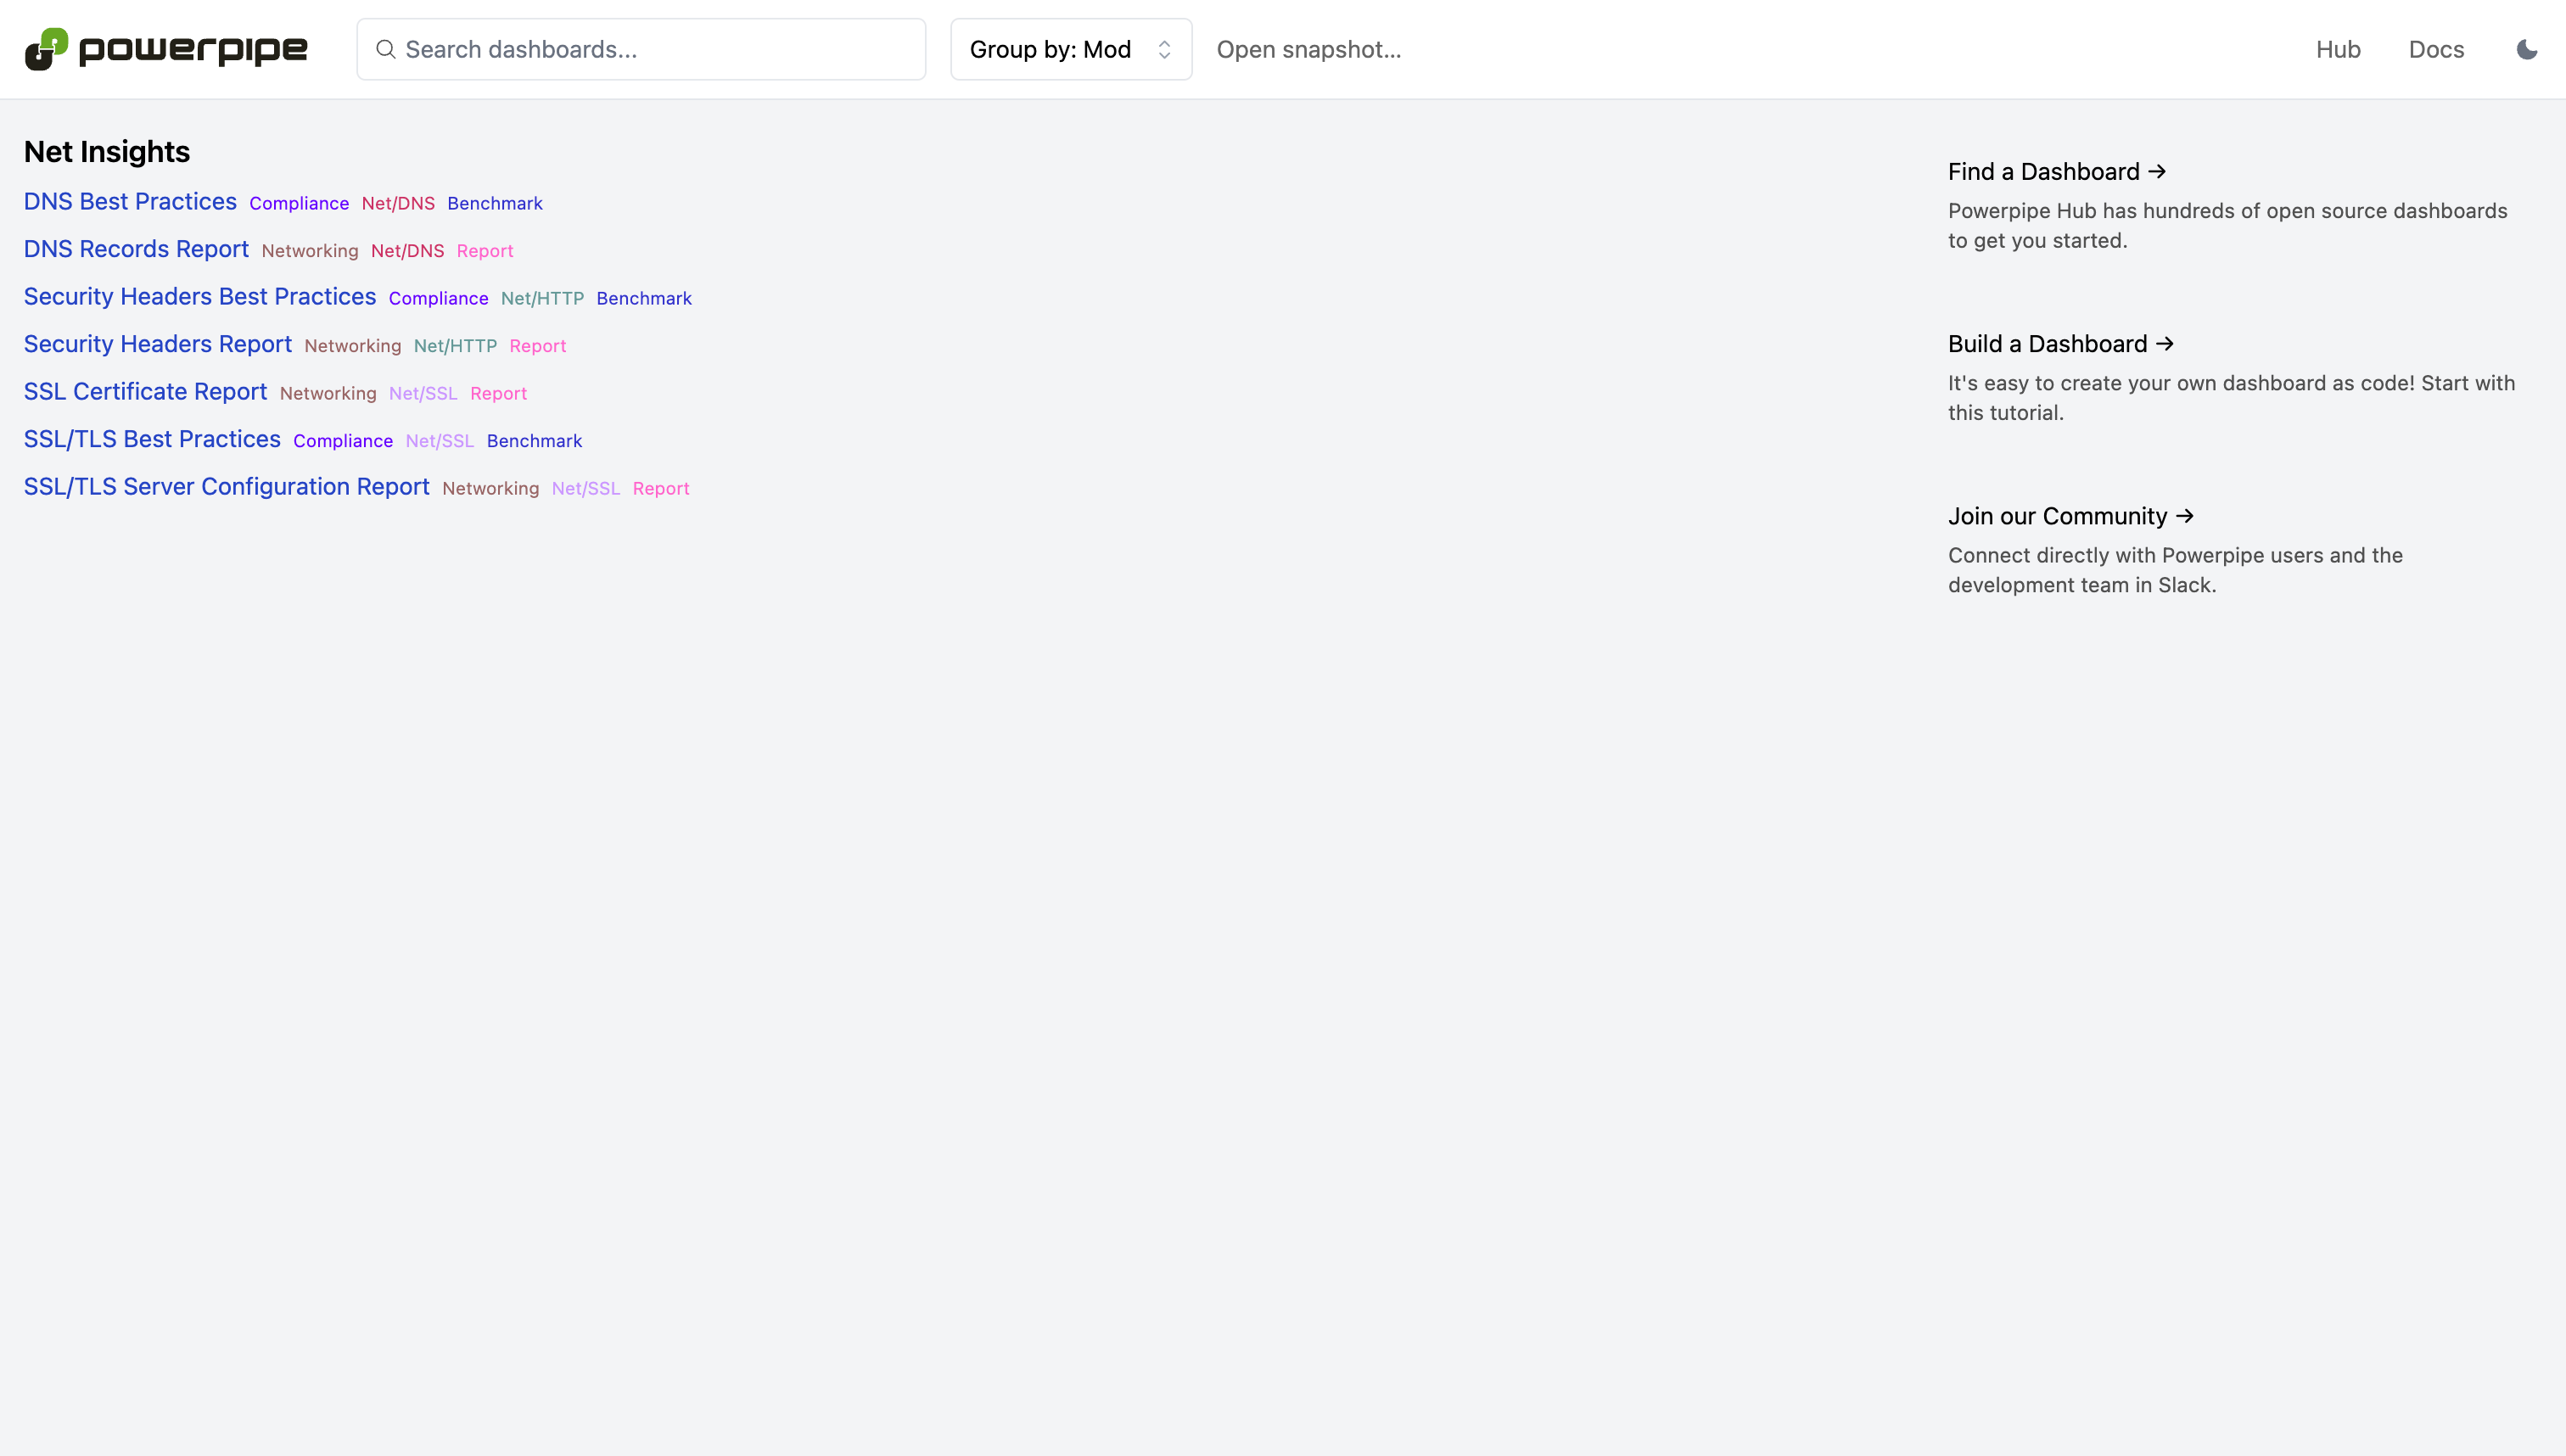 powerpipe
Search dashboards...
Group by: Mod
Open snapshot...
Hub
Docs
Net Insights
DNS Best Practices Compliance Net/DNS Benchmark
DNS Records Report Networking Net/DNS Report
Security Headers Best Practices Compliance Net/HTTP Benchmark
Security Headers Report Networking Net/HTTP Report
SSL Certificate Report Networking Net/SSL Report
SSL/TLS Best Practices Compliance Net/SSL Benchmark
SSL/TLS Server Configuration Report Networking Net/SSL Report
Find a Dashboard →
Powerpipe Hub has hundreds of open source dashboards
to get you started.
Build a Dashboard →
It's easy to create your own dashboard as code! Start with
this tutorial.
Join our Community →
Connect directly with Powerpipe users and the
development team in Slack.